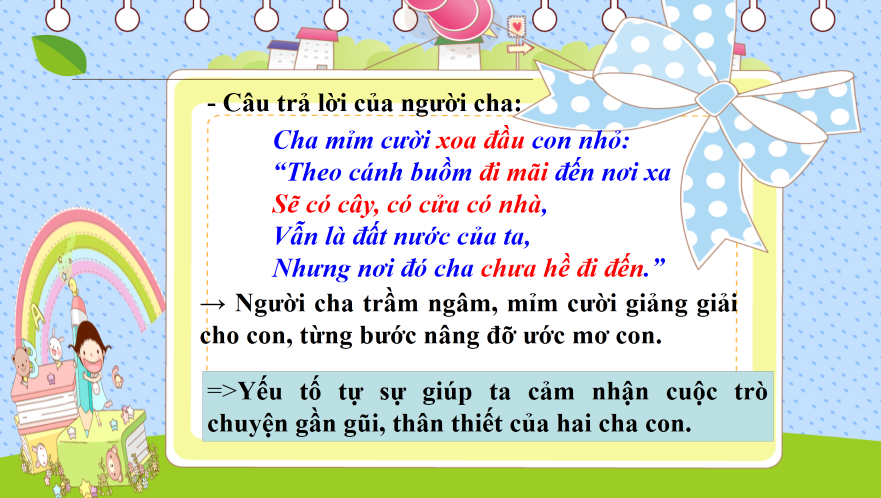 - Câu trả lời của người cha:
Cha mỉm cười xoa đầu con nhỏ:
“Theo cánh buồm đi mãi đến nơi xa
Sẽ có cây, có cửa có nhà,
Vẫn là đất nước của ta,
Nhưng nơi đó cha chưa hề đi đến.”
→ Người cha trầm ngâm, mỉm cười giảng giải
cho con, từng bước nâng đỡ ước mơ con.
=>Yếu tố tự sự giúp ta cảm nhận cuộc trò
chuyện gần gũi, thân thiết của hai cha con.